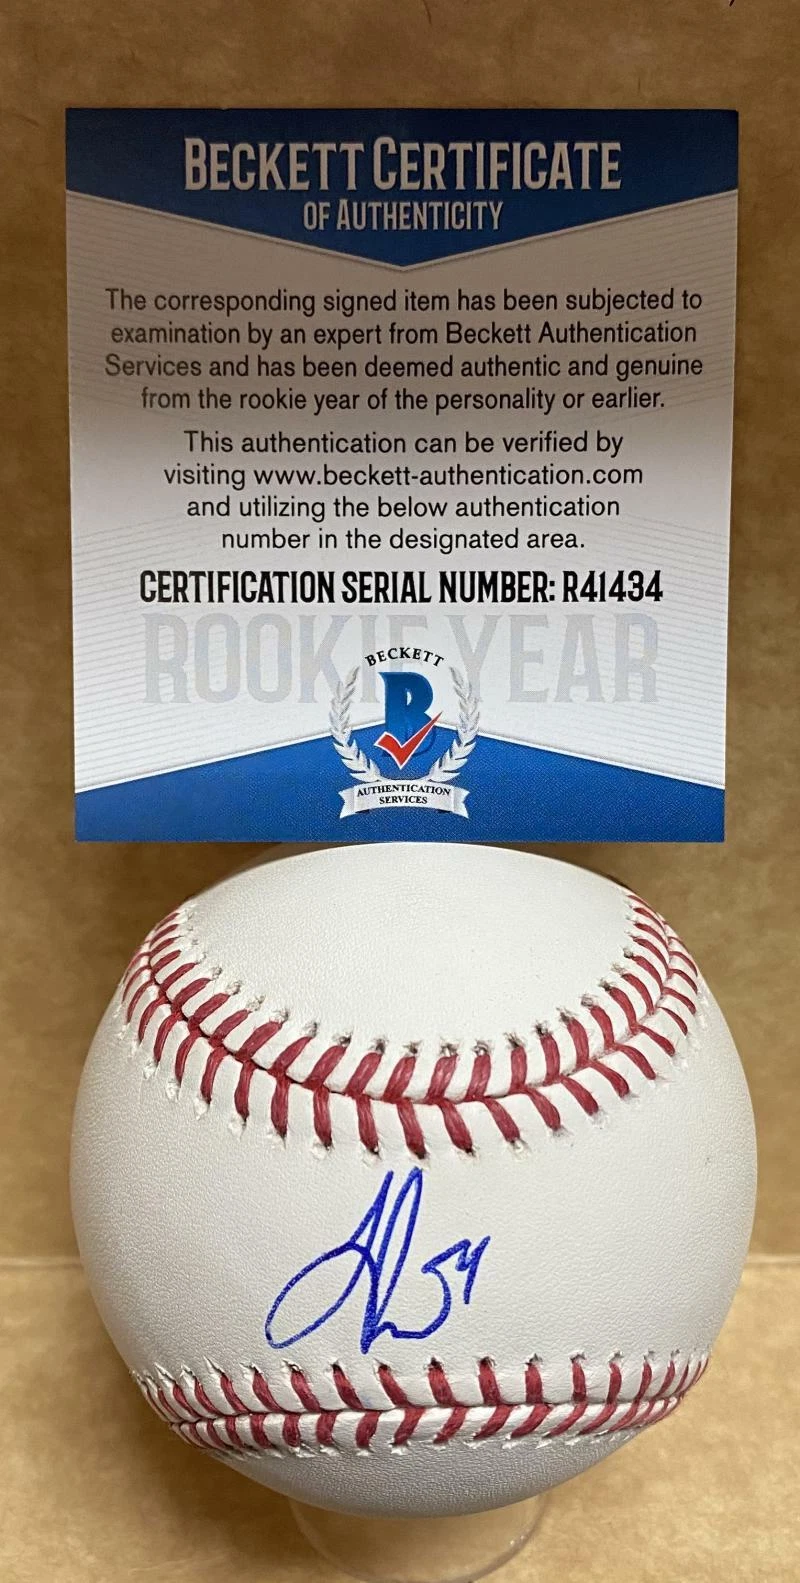 BECKETT CERTIFICATE
OF AUTHENTICITY
The corresponding signed item has been subjected to
examination by an expert from Beckett Authentication
Services and has been deemed authentic and genuine
from the rookie year of the personality or earlier.
This authentication can be verified by
visiting www.beckett-authentication.com
and utilizing the below authentication
number in the designated area.
CERTIFICATION SERIAL NUMBER: R41434
ROOKIE YEAR
BECKETT
B
AUTHENTICATION
SERVICES
54